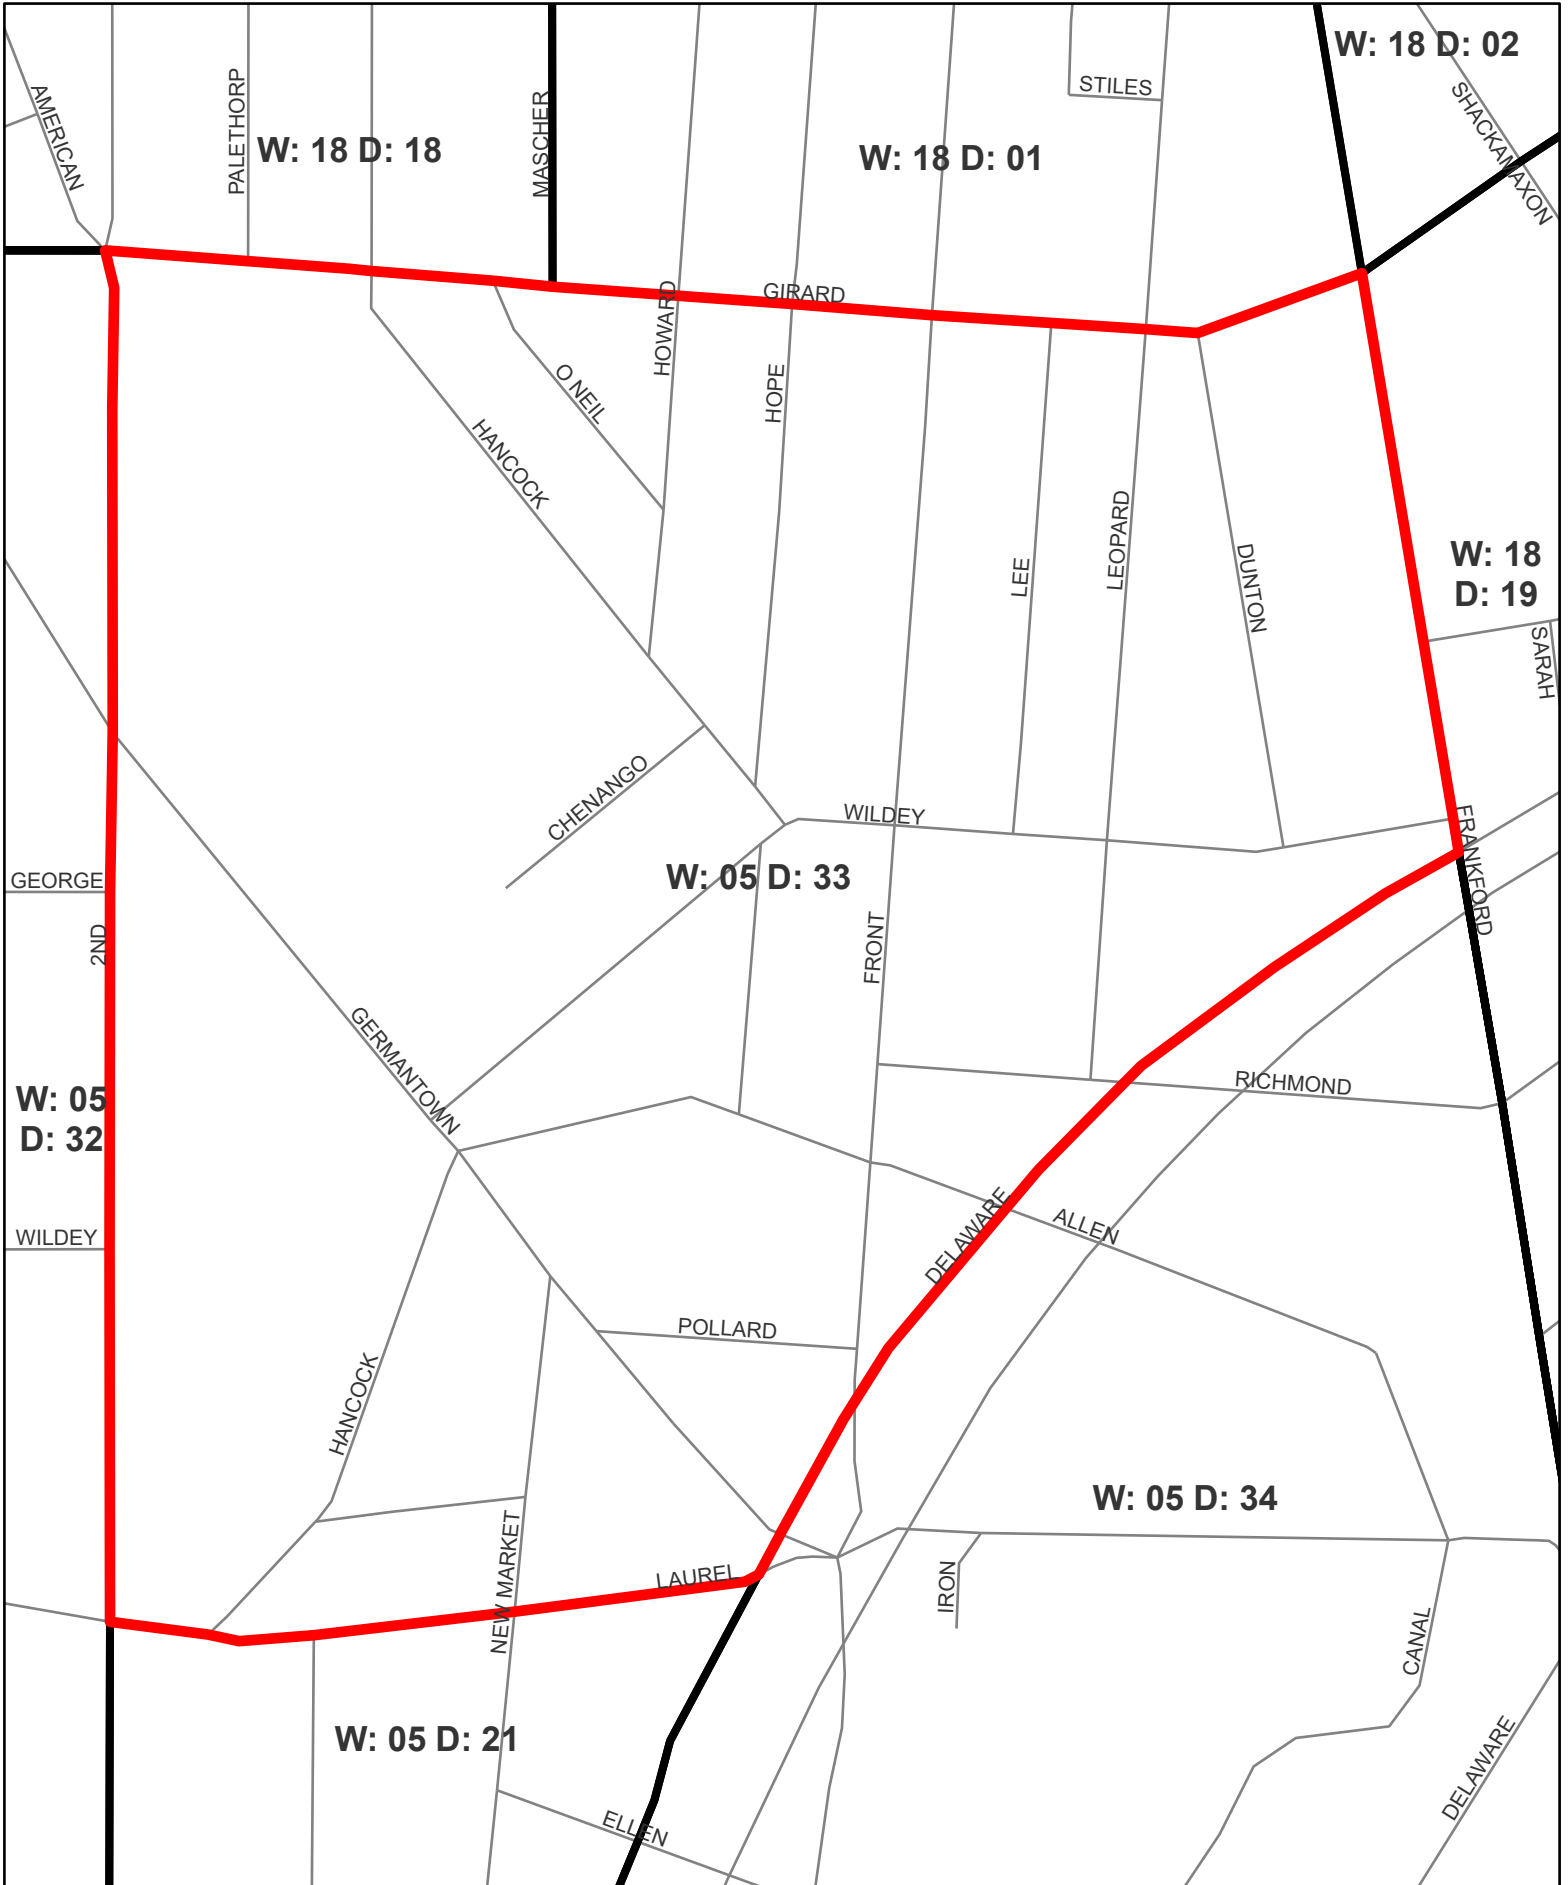 W: 18 D: 02
STILES
AMERICAN
PALETHORP
MASCHER
SHACKAMAXON
W: 18 D: 18
W: 18 D: 01
GIRARD
HOWARD
HOPE
O NEIL
HANCOCK
LEE
LEOPARD
DUNTON
W: 18
D: 19
SARAH
CHENANGO
WILDEY
FRANKFORD
GEORGE
W: 05 D: 33
2ND
FRONT
GERMANTOWN
RICHMOND
W: 05
D: 32
WILDEY
DELAWARE
ALLEN
POLLARD
HANCOCK
W: 05 D: 34
NEW MARKET
LAUREL
IRON
CANAL
W: 05 D: 21
DELAWARE
ELLEN